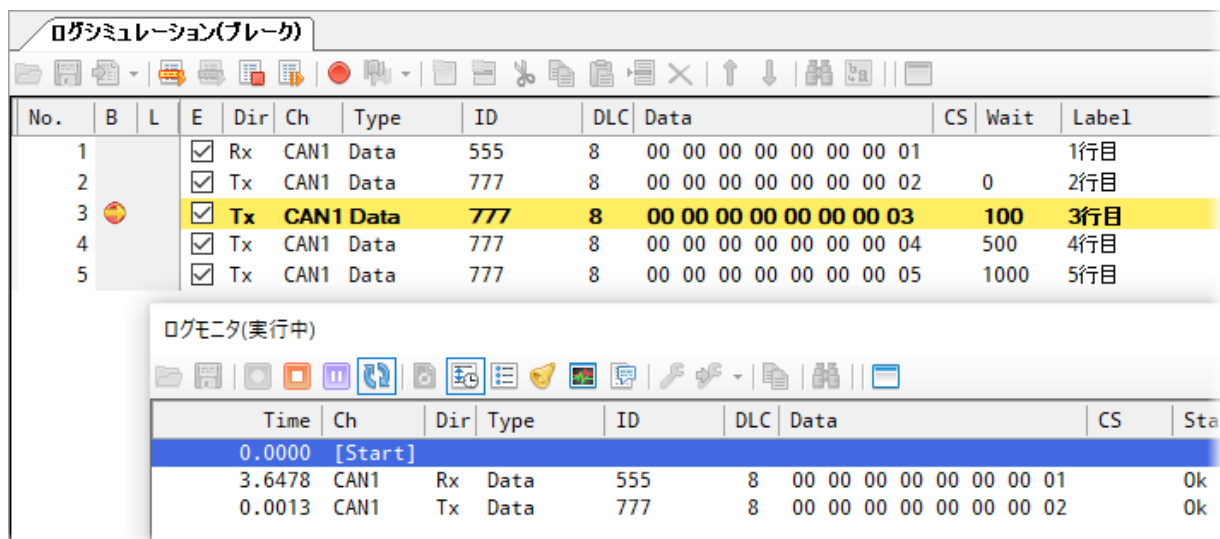 ログシミュレーション(ブレーク)
No. B L E Dir Ch Type ID DLC Data CS Wait Label
1 Rx CAN1 Data 555 8 00 00 00 00 00 00 00 01 1行目
2 Tx CAN1 Data 777 8 00 00 00 00 00 00 00 02 0 2行目
3 Tx CAN1 Data 777 8 00 00 00 00 00 00 00 03 100 3行目
4 Tx CAN1 Data 777 8 00 00 00 00 00 00 00 04 500 4行目
5 Tx CAN1 Data 777 8 00 00 00 00 00 00 00 05 1000 5行目
ログモニタ(実行中)
Time Ch Dir Type ID DLC Data CS Sta
0.0000 [Start]
3.6478 CAN1 Rx Data 555 8 00 00 00 00 00 00 00 01 Ok
0.0013 CAN1 Tx Data 777 8 00 00 00 00 00 00 00 02 Ok